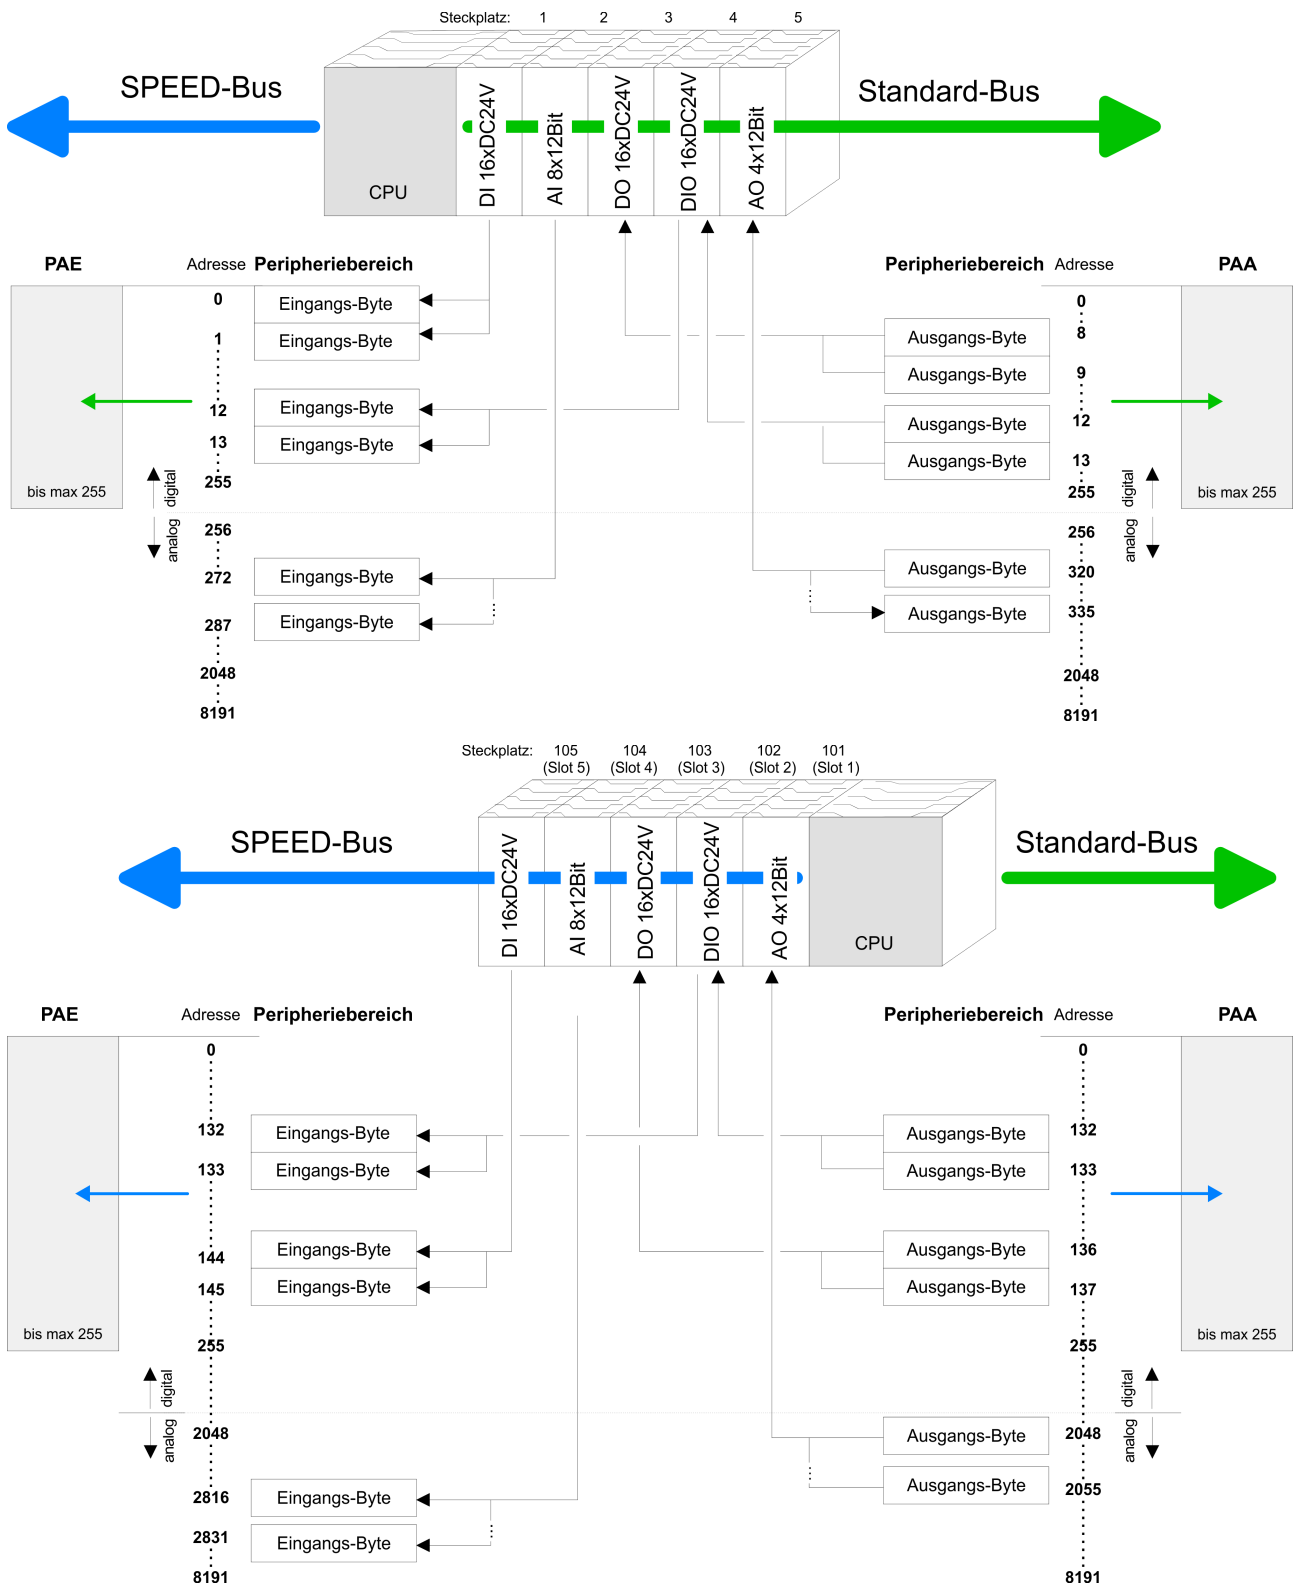 Steckplatz: 1 2 3 4 5
SPEED-Bus
Standard-Bus
CPU
DI 16xDC24V
AI 8x12Bit
DO 16xDC24V
DIO 16xDC24V
AO 4x12Bit
PAE
Adresse
Peripheriebereich
Peripheriebereich
Adresse
PAA
0
Eingangs-Byte
1
Eingangs-Byte
12
Eingangs-Byte
13
Eingangs-Byte
255
bis max 255
digital
analog
256
272
Eingangs-Byte
287
Eingangs-Byte
2048
8191
0
Ausgangs-Byte
8
Ausgangs-Byte
9
Ausgangs-Byte
12
Ausgangs-Byte
13
255
bis max 255
digital
analog
256
Ausgangs-Byte
320
Ausgangs-Byte
335
2048
8191
Steckplatz: 105 104 103 102 101
(Slot 5) (Slot 4) (Slot 3) (Slot 2) (Slot 1)
SPEED-Bus
Standard-Bus
DI 16xDC24V
AI 8x12Bit
DO 16xDC24V
DIO 16xDC24V
AO 4x12Bit
CPU
PAE
Adresse
Peripheriebereich
Peripheriebereich
Adresse
PAA
0
132
Eingangs-Byte
133
Eingangs-Byte
144
Eingangs-Byte
145
Eingangs-Byte
255
bis max 255
digital
analog
2048
2816
Eingangs-Byte
2831
Eingangs-Byte
8191
0
Ausgangs-Byte
132
Ausgangs-Byte
133
Ausgangs-Byte
136
Ausgangs-Byte
137
255
bis max 255
digital
analog
Ausgangs-Byte
2048
Ausgangs-Byte
2055
8191